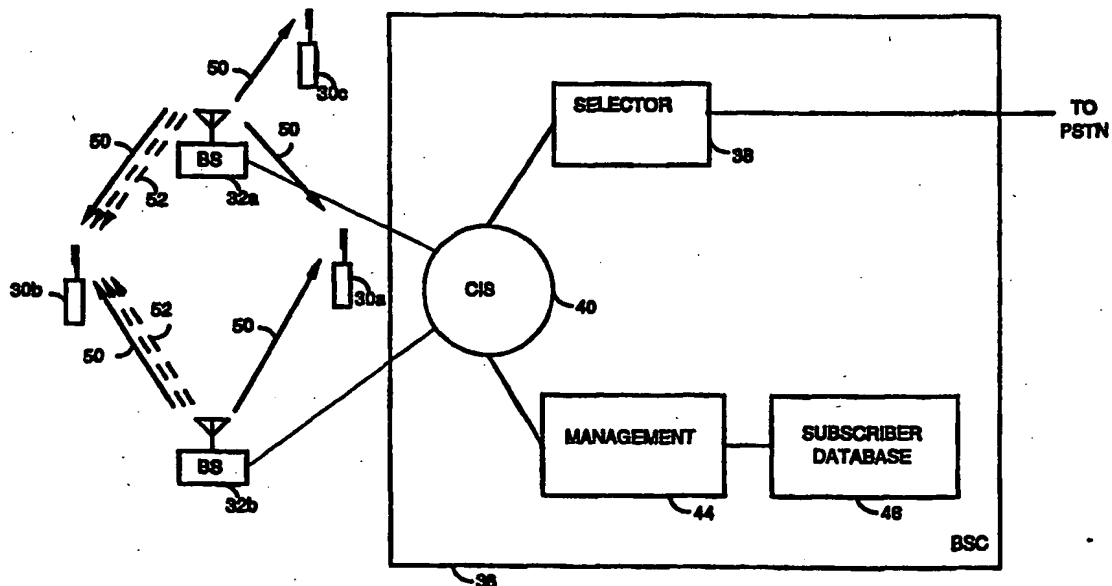 50
30c
50
BS
50
32a
52
SELECTOR
38
TO
PSTN
30b
30a
CIS
40
52
50
50
BS
32b
MANAGEMENT
44
SUBSCRIBER
DATABASE
46
BSC
36